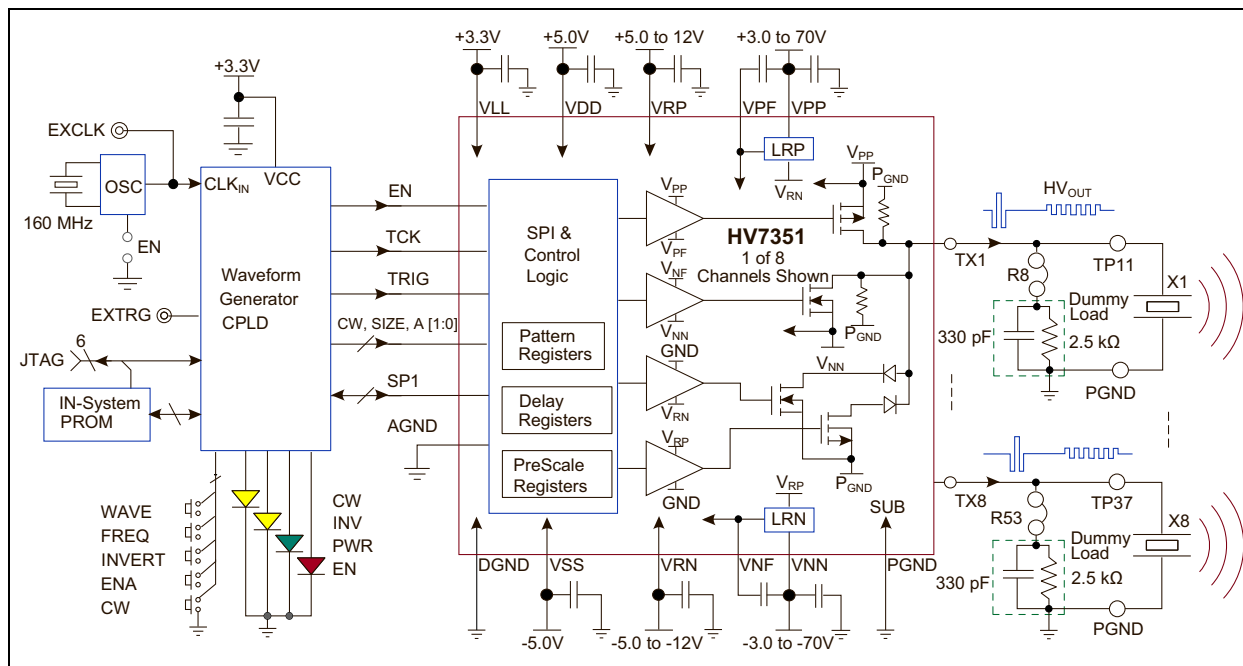 +3.3V
+5.0V
+5.0 to 12V
+3.0 to 70V
+3.3V
VLL
VDD
VRP
VPF
VPP
EXCLK
OSC
160 MHz
EN
CLKIN
VCC
Waveform
Generator
CPLD
EXTRG
JTAG
6
IN-System
PROM
WAVE
FREQ
INVERT
ENA
CW
CW
INV
PWR
EN
EN
TCK
TRIG
CW, SIZE, A [1:0]
SP1
AGND
SPI &
Control
Logic
Pattern
Registers
Delay
Registers
PreScale
Registers
VPP
VPF
VNF
VNN
GND
VRN
VRP
GND
LRP
VRN
VPP
PGND
HV7351
1 of 8
Channels Shown
PGND
VNN
PGND
VRP
LRN
SUB
DGND
VSS
VRN
VNF
VNN
PGND
-5.0V
-5.0 to -12V
-3.0 to -70V
HVOUT
TX1
TP11
R8
X1
Dummy
Load
330 pF
2.5 kΩ
PGND
TX8
TP37
R53
X8
Dummy
Load
330 pF
2.5 kΩ
PGND